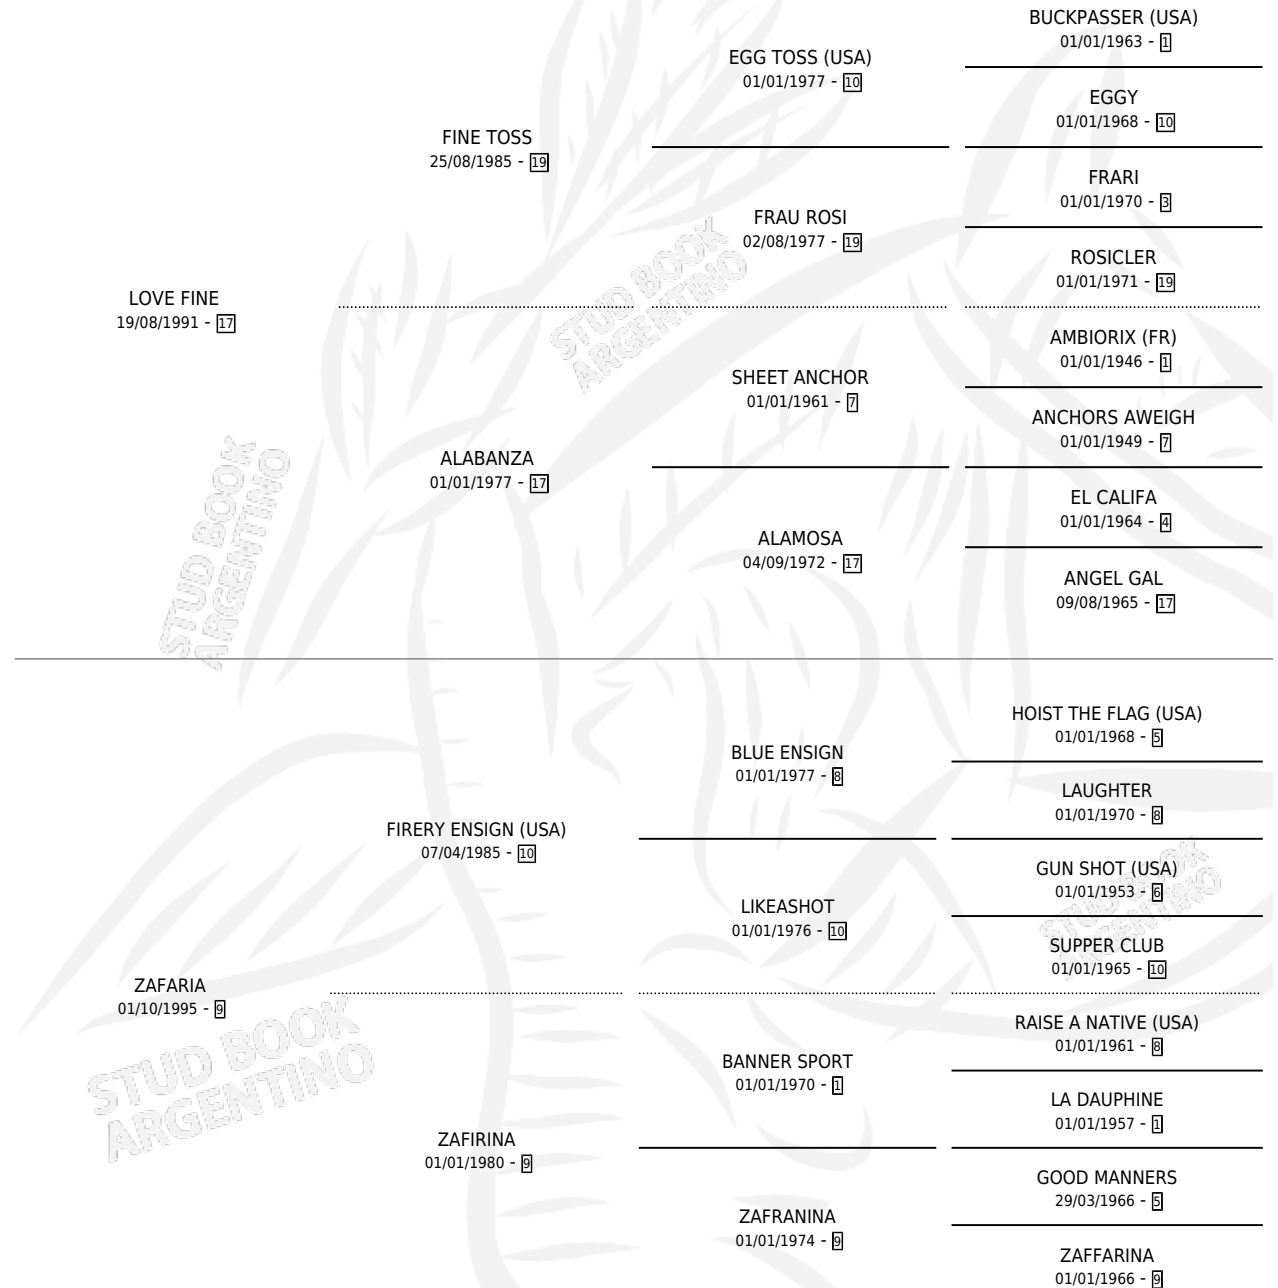 BUCKPASSER (USA)
01/01/1963 - 1
EGG TOSS (USA)
01/01/1977 - 10
EGGY
01/01/1968 - 10
FINE TOSS
25/08/1985 - 19
FRARI
01/01/1970 - 3
FRAU ROSI
02/08/1977 - 19
ROSICLER
01/01/1971 - 19
LOVE FINE
19/08/1991 - 17
AMBIORIX (FR)
01/01/1946 - 1
SHEET ANCHOR
01/01/1961 - 7
ANCHORS AWEIGH
01/01/1949 - 7
ALABANZA
01/01/1977 - 17
EL CALIFA
01/01/1964 - 4
ALAMOSA
04/09/1972 - 17
ANGEL GAL
09/08/1965 - 17
STUD BOOK
ARGENTINO
STUD BOOK
ARGENTINO
HOIST THE FLAG (USA)
01/01/1968 - 5
BLUE ENSIGN
01/01/1977 - 8
LAUGHTER
01/01/1970 - 8
FIRERY ENSIGN (USA)
07/04/1985 - 10
GUN SHOT (USA)
01/01/1953 - 6
LIKEASHOT
01/01/1976 - 10
SUPPER CLUB
01/01/1965 - 10
STUD BOOK
ARGENTINO
ZAFARIA
01/10/1995 - 9
RAISE A NATIVE (USA)
01/01/1961 - 8
BANNER SPORT
01/01/1970 - 1
LA DAUPHINE
01/01/1957 - 1
STUD BOOK
ARGENTINO
ZAFIRINA
01/01/1980 - 9
GOOD MANNERS
29/03/1966 - 5
ZAFRANINA
01/01/1974 - 9
ZAFFARINA
01/01/1966 - 9